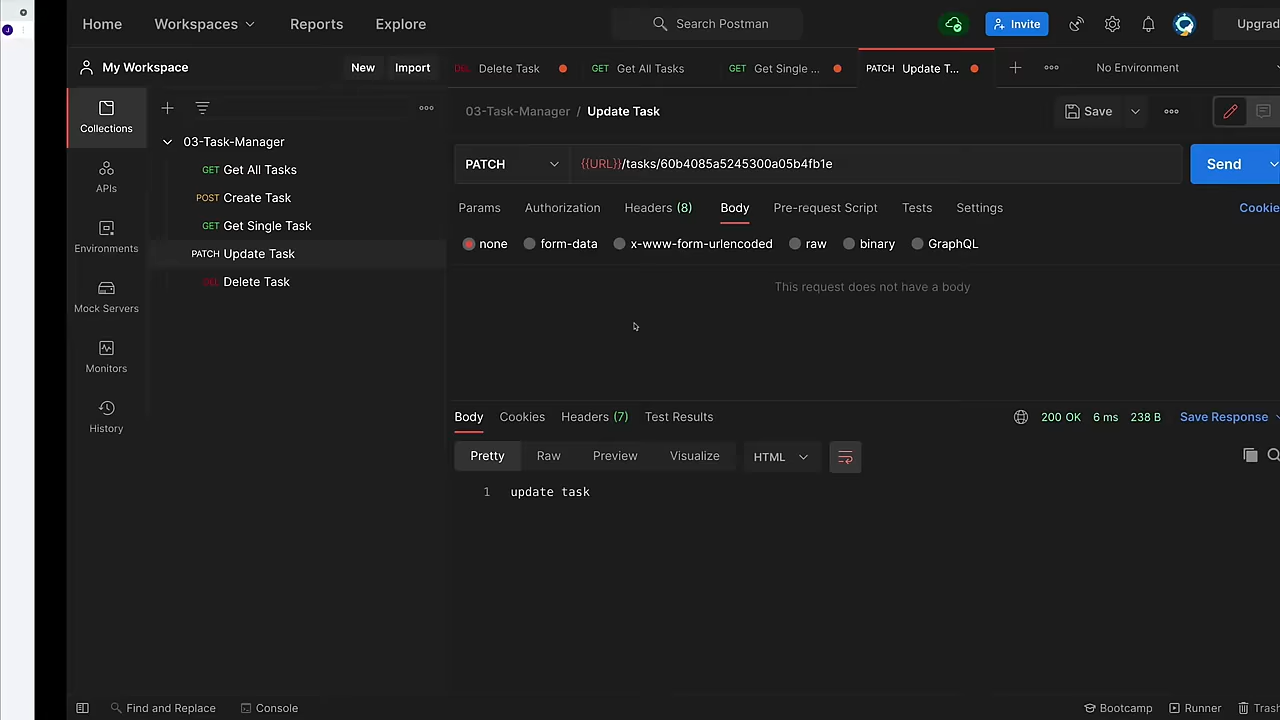 Home Workspaces Reports Explore Search Postman Invite Upgrad
J
My Workspace New Import DEL Delete Task GET Get All Tasks GET Get Single ... PATCH Update T... No Environment
03-Task-Manager / Update Task Save
Collections
03-Task-Manager
PATCH {{URL}}/tasks/60b4085a5245300a05b4fb1e Send
GET Get All Tasks
APIs
POST Create Task
Params Authorization Headers (8) Body Pre-request Script Tests Settings Cookie
GET Get Single Task
Environments
none form-data x-www-form-urlencoded raw binary GraphQL
PATCH Update Task
DEL Delete Task
This request does not have a body
Mock Servers
Monitors
History
Body Cookies Headers (7) Test Results 200 OK 6 ms 238 B Save Response
Pretty Raw Preview Visualize HTML
1 update task
Find and Replace Console Bootcamp Runner Trash